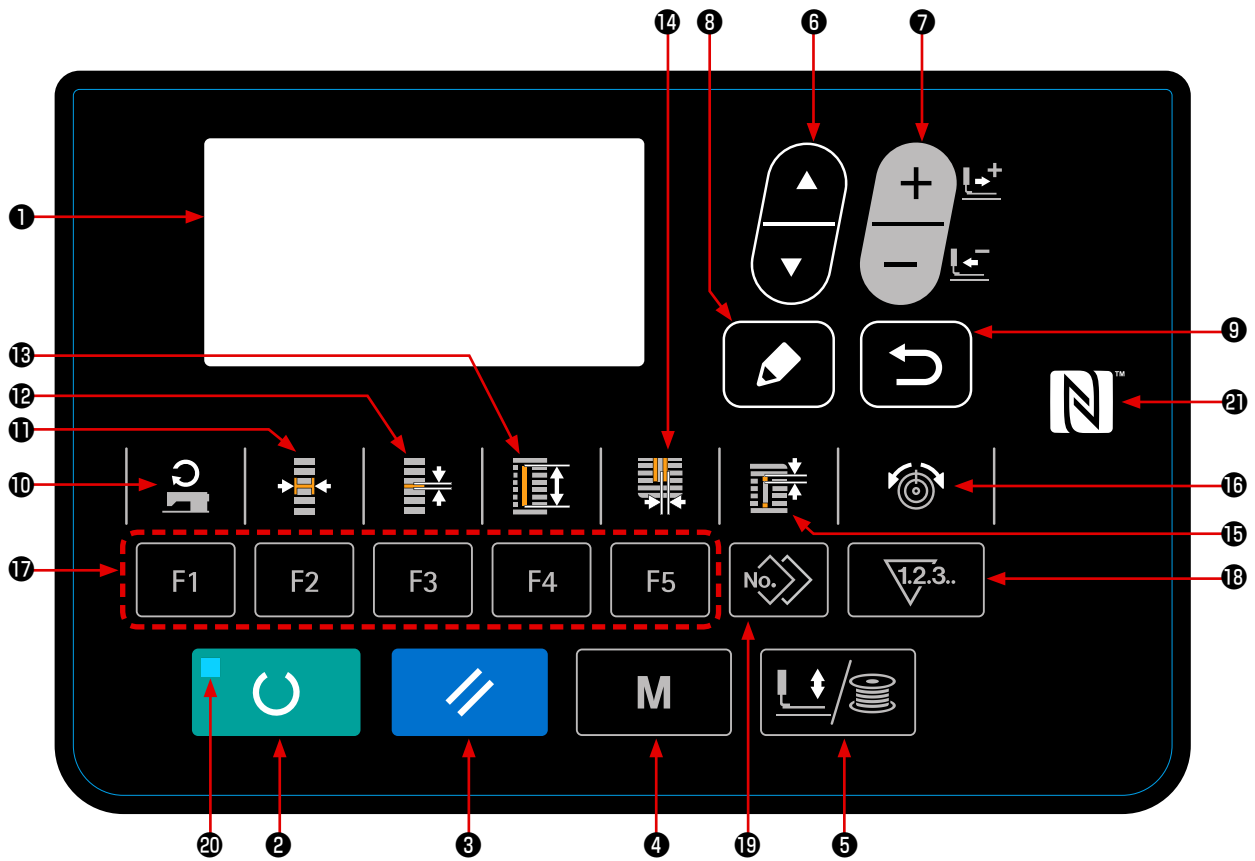 ⓮ ❽ ❻ ❼
+ +
❶
− −
❾
⓭
™
⓬ ㉑
⓫
❿ ⓰
⓯
⓱ F1 F2 F3 F4 F5 No. 1.2.3.. ⓲
M
⓴ ❷ ❸ ❹ ⓳ ❺